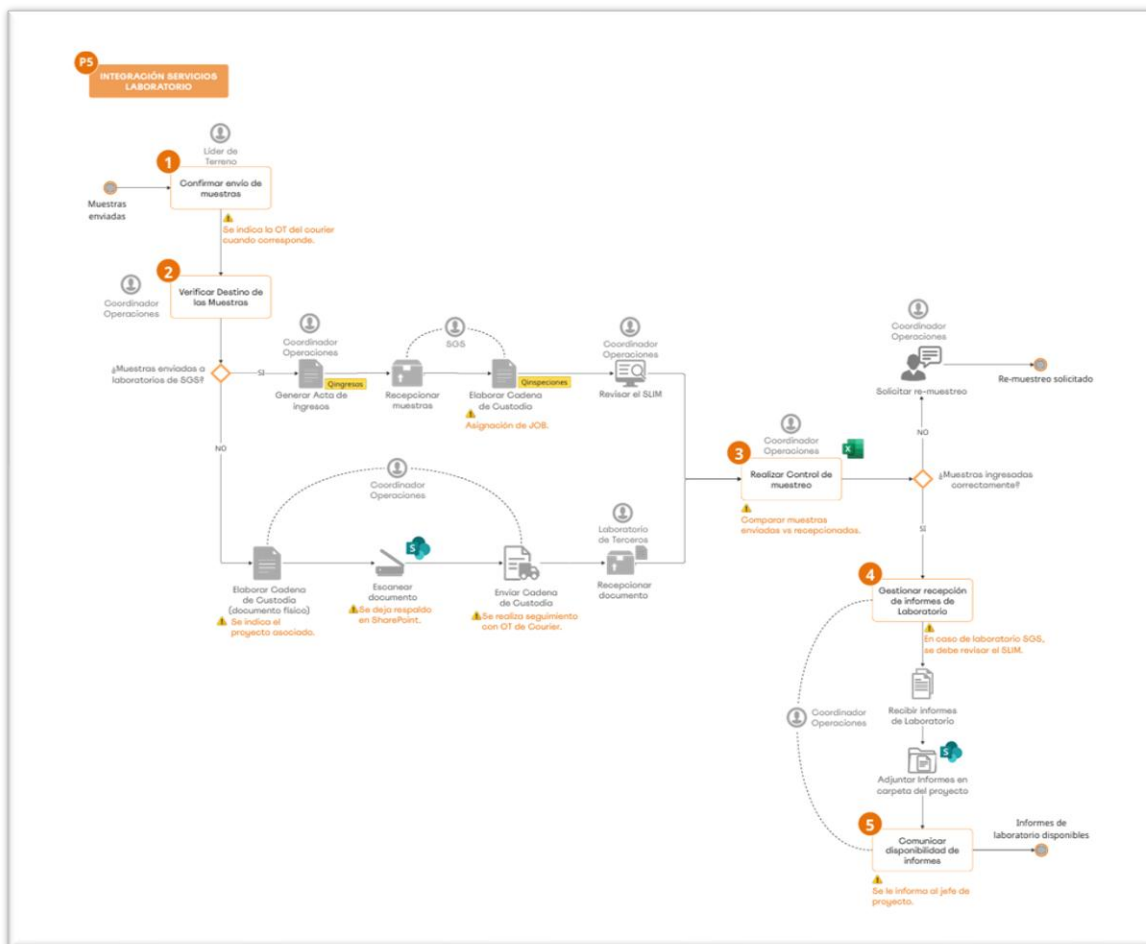 P5
INTEGRACIÓN SERVICIOS
LABORATORIO
Líder de
Terreno
1
Confirmar envío de
muestras
Muestras
enviadas
Se indica la OT del courier
cuando corresponde.
2
Verificar Destino de
las Muestras
Coordinador
Operaciones
¿Muestras enviadas a
laboratorios de SGS?
SI
Coordinador
Operaciones
Qingresos
Generar Acta de
ingresos
SGS
Recepcionar
muestras
Qinspeciones
Elaborar Cadena
de Custodia
Asignación de JOB.
Coordinador
Operaciones
Revisar el SLIM
NO
Coordinador
Operaciones
Elaborar Cadena
de Custodia
(documento físico)
Se indica el
proyecto asociado.
S
Escanear
documento
Se deja respaldo
en SharePoint.
Enviar Cadena
de Custodia
Se realiza seguimiento
con OT de Courier.
Laboratorio
de Terceros
Recepcionar
documento
Coordinador
Operaciones
3
X
Realizar Control de
muestreo
Comparar muestras
enviadas vs recepcionadas.
¿Muestras ingresadas
correctamente?
NO
Coordinador
Operaciones
Solicitar re-muestreo
Re-muestreo solicitado
SI
4
Gestionar recepción
de informes de
Laboratorio
En caso de laboratorio SGS,
se debe revisar el SLIM.
Coordinador
Operaciones
Recibir informes
de Laboratorio
S
Adjuntar Informes en
carpeta del proyecto
5
Comunicar
disponibilidad de
informes
Informes de
laboratorio disponibles
Se le informa al jefe de
proyecto.